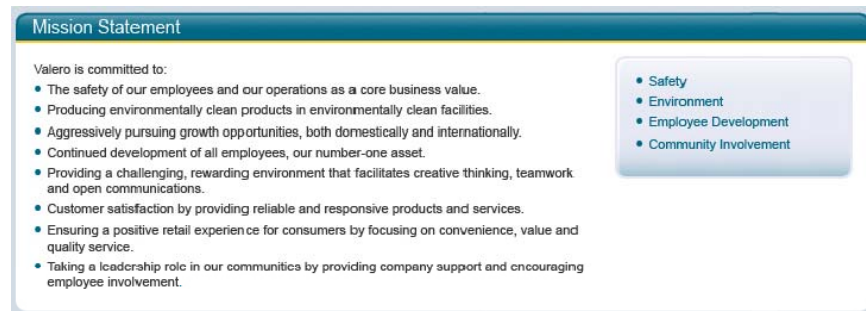 Mission Statement
Valero is committed to:
• The safety of our employees and our operations as a core business value.
• Producing environmentally clean products in environmentally clean facilities.
• Aggressively pursuing growth opportunities, both domestically and internationally.
• Continued development of all employees, our number-one asset.
• Providing a challenging, rewarding environment that facilitates creative thinking, teamwork
and open communications.
• Customer satisfaction by providing reliable and responsive products and services.
• Ensuring a positive retail experience for consumers by focusing on convenience, value and
quality service.
• Taking a leadership role in our communities by providing company support and encouraging
employee involvement.
• Safety
• Environment
• Employee Development
• Community Involvement